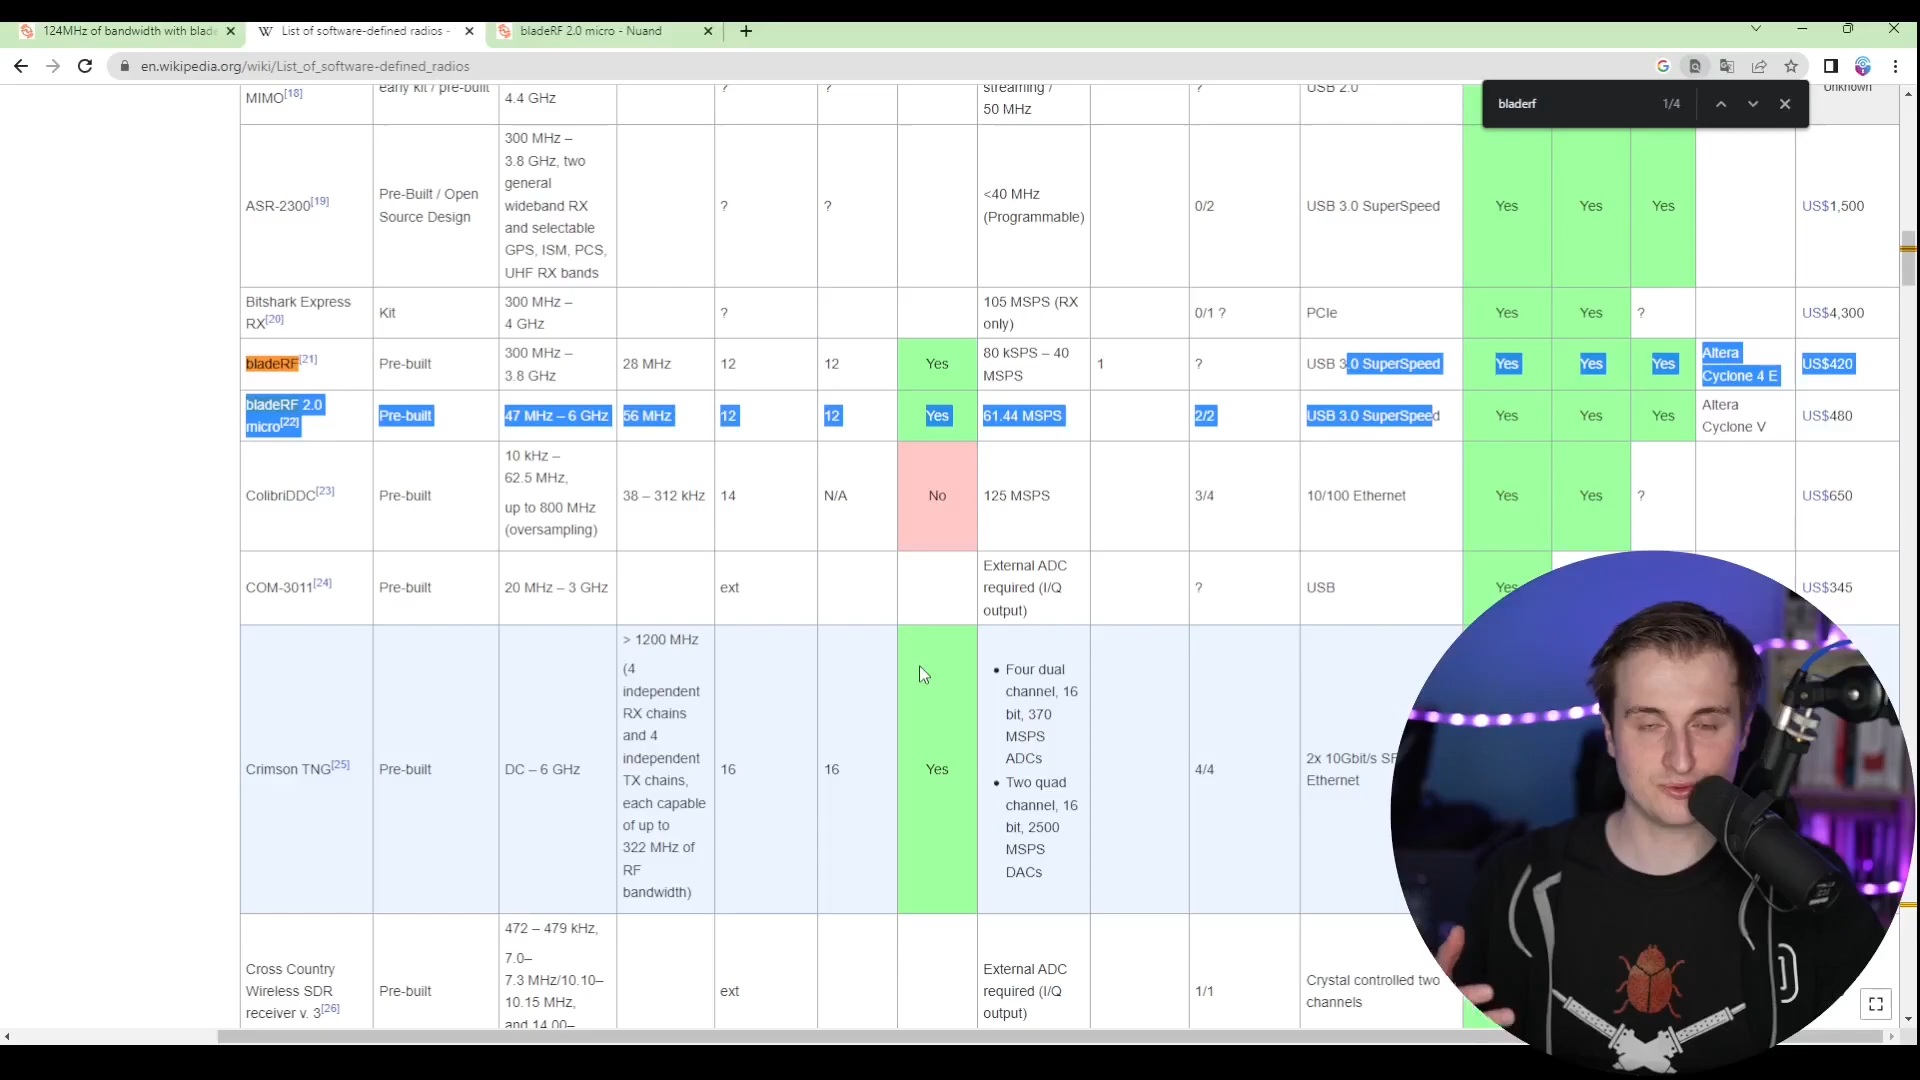 124MHz of bandwidth with blade
List of software-defined radios -
bladeRF 2.0 micro - Nuand
en.wikipedia.org/wiki/List_of_software-defined_radios
bladerf
1/4
MIMO[18]
early kit / pre-built
4.4 GHz
?
?
streaming /
50 MHz
?
USB 2.0
Unknown
ASR-2300[19]
Pre-Built / Open
Source Design
300 MHz –
3.8 GHz, two
general
wideband RX
and selectable
GPS, ISM, PCS,
UHF RX bands
?
?
<40 MHz
(Programmable)
0/2
USB 3.0 SuperSpeed
Yes
Yes
Yes
US$1,500
Bitshark Express
RX[20]
Kit
300 MHz –
4 GHz
?
105 MSPS (RX
only)
0/1 ?
PCIe
Yes
Yes
?
US$4,300
bladeRF[21]
Pre-built
300 MHz –
3.8 GHz
28 MHz
12
12
Yes
80 kSPS – 40
MSPS
1
?
USB 3.0 SuperSpeed
Yes
Yes
Yes
Altera
Cyclone 4 E
US$420
bladeRF 2.0
micro[22]
Pre-built
47 MHz – 6 GHz
56 MHz
12
12
Yes
61.44 MSPS
2/2
USB 3.0 SuperSpeed
Yes
Yes
Yes
Altera
Cyclone V
US$480
ColibriDDC[23]
Pre-built
10 kHz –
62.5 MHz,
up to 800 MHz
(oversampling)
38 – 312 kHz
14
N/A
No
125 MSPS
3/4
10/100 Ethernet
Yes
Yes
?
US$650
COM-3011[24]
Pre-built
20 MHz – 3 GHz
ext
External ADC
required (I/Q
output)
?
USB
Yes
US$345
Crimson TNG[25]
Pre-built
DC – 6 GHz
> 1200 MHz
(4
independent
RX chains
and 4
independent
TX chains,
each capable
of up to
322 MHz of
RF
bandwidth)
16
16
Yes
• Four dual
channel, 16
bit, 370
MSPS
ADCs
• Two quad
channel, 16
bit, 2500
MSPS
DACs
4/4
2x 10Gbit/s SF
Ethernet
Cross Country
Wireless SDR
receiver v. 3[26]
Pre-built
472 – 479 kHz,
7.0–
7.3 MHz/10.10–
10.15 MHz,
and 14.00–
ext
External ADC
required (I/Q
output)
1/1
Crystal controlled two
channels